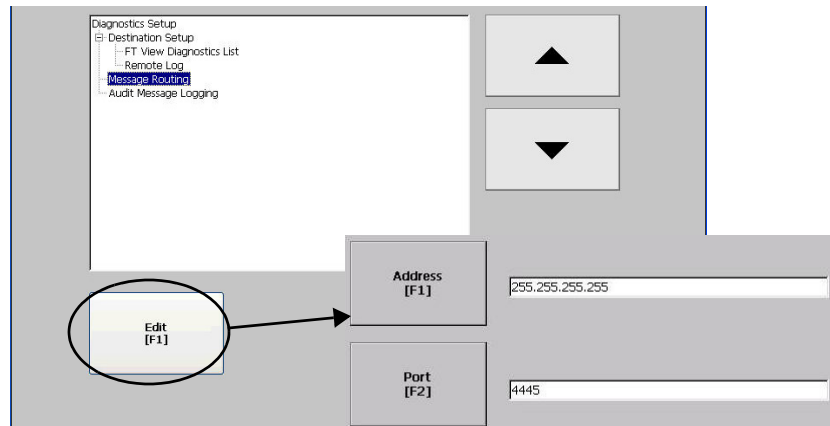 Diagnostics Setup
Destination Setup
FT View Diagnostics List
Remote Log
Message Routing
Audit Message Logging
Edit
[F1]
Address
[F1]
255.255.255.255
Port
[F2]
4445